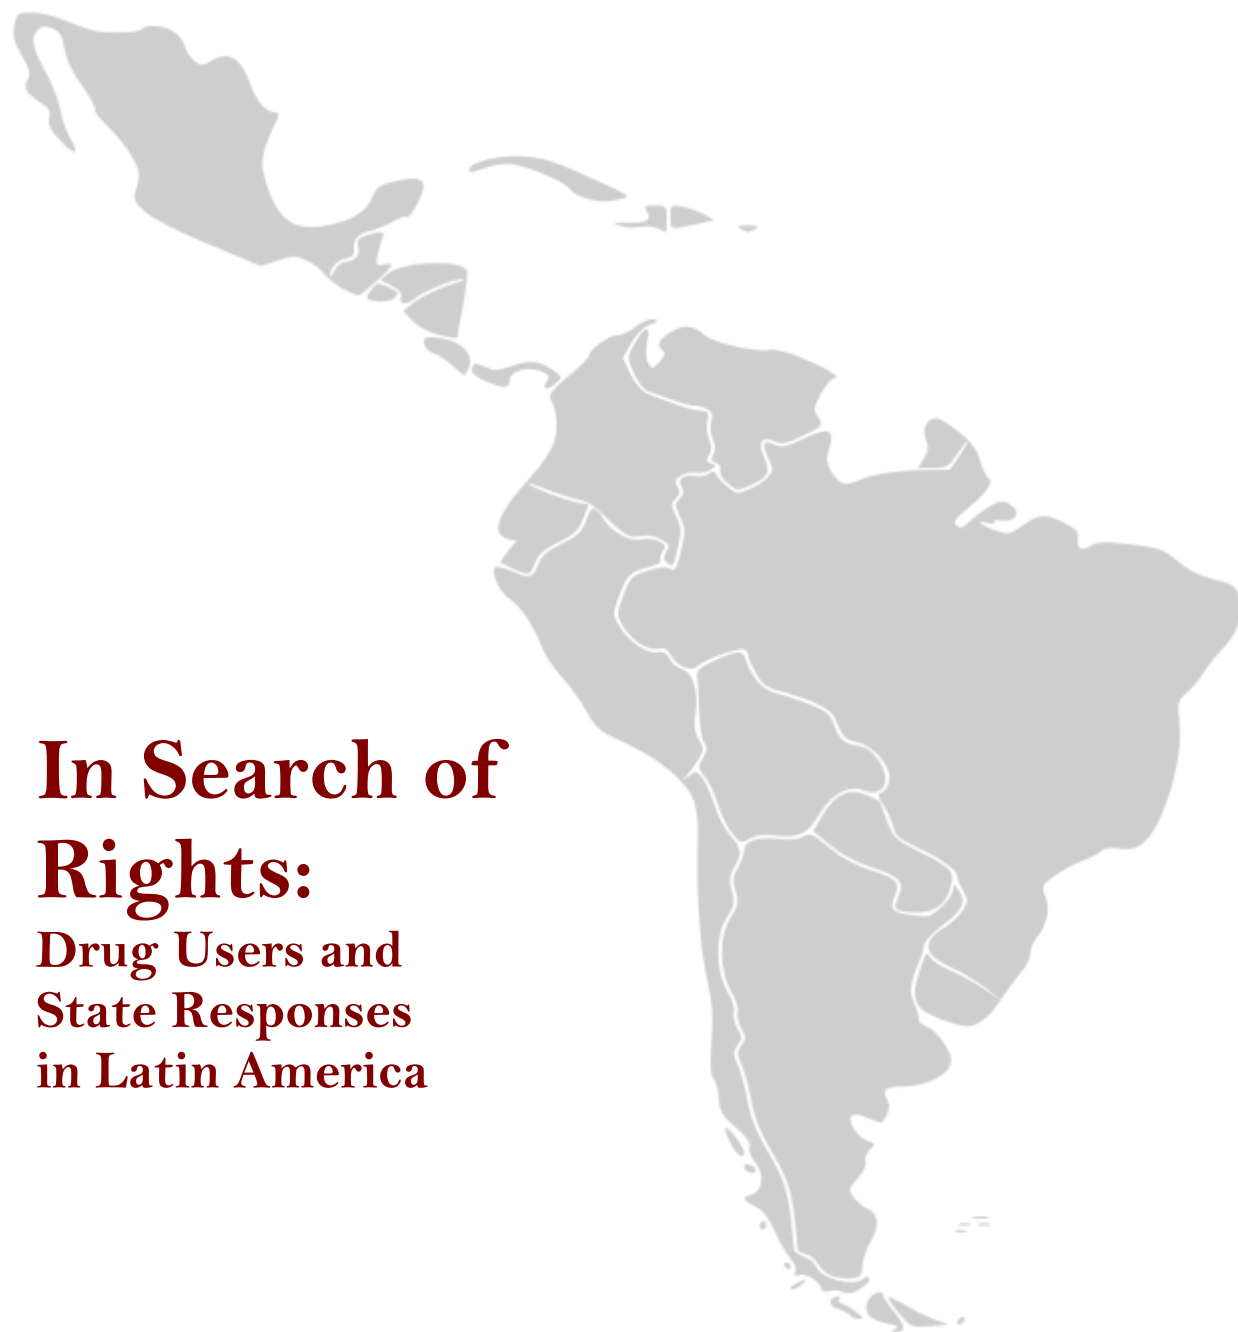 In Search of
Rights:
Drug Users and
State Responses
in Latin America